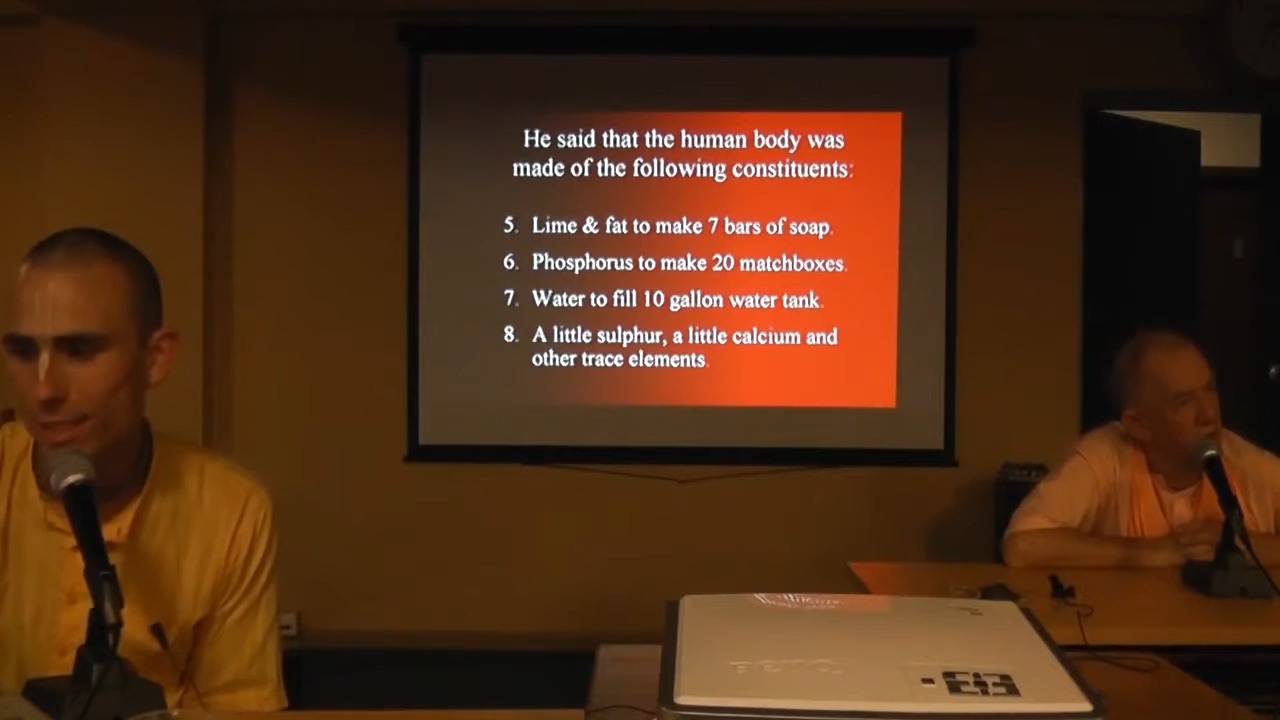 He said that the human body was
made of the following constituents:
5. Lime & fat to make 7 bars of soap.
6. Phosphorus to make 20 matchboxes.
7. Water to fill 10 gallon water tank.
8. A little sulphur, a little calcium and
other trace elements.